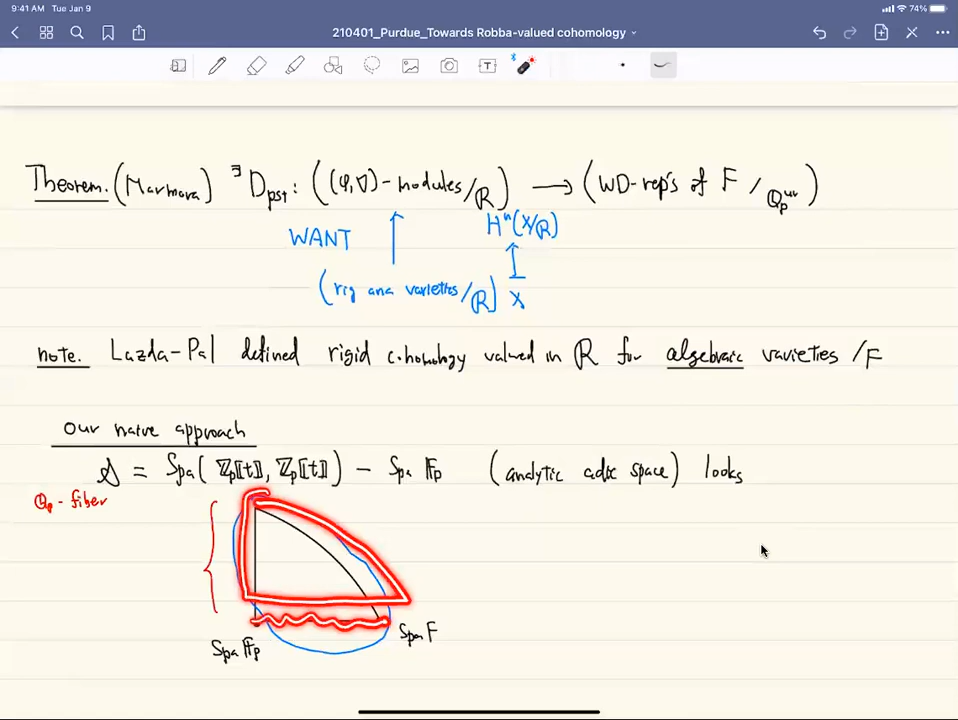 9:41 AM Tue Jan 9
74%
210401_Purdue_Towards Robba-valued cohomology
Theorem. (Marmora) ∃ D_pst : ((φ,∇)-modules/R) → (WD-rep's of F / Q_p^ur)
WANT
H^n(X/R)
(rig ana varieties/R) X
note. Lazda-Pal defined rigid cohomology valued in R for algebraic varieties /F
our naive approach
S = Spa(Z_p[[t]], Z_p[[t]]) - Spa F_p (analytic adic space) looks
Q_p-fiber
Spa F
Spa F_p